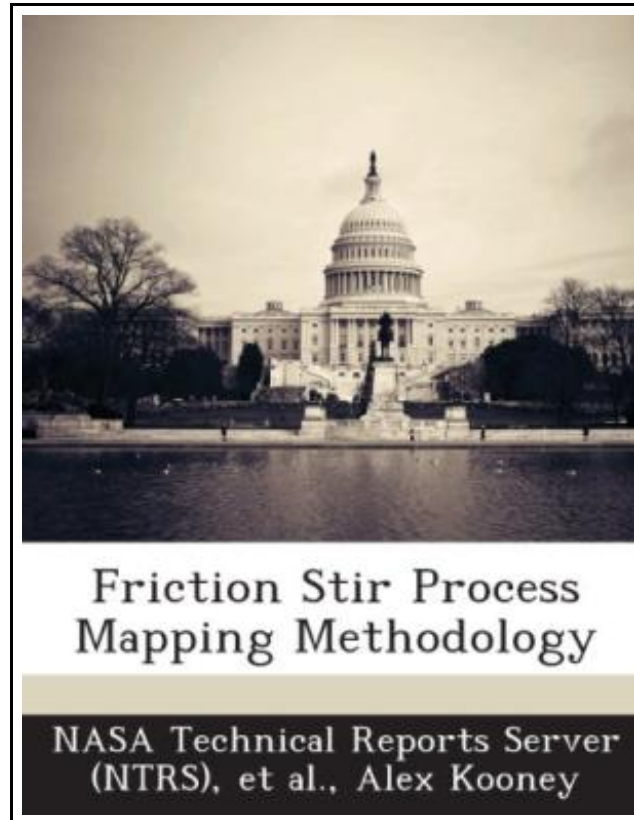 Friction Stir Process
Mapping Methodology
NASA Technical Reports Server
(NTRS), et al., Alex Kooney